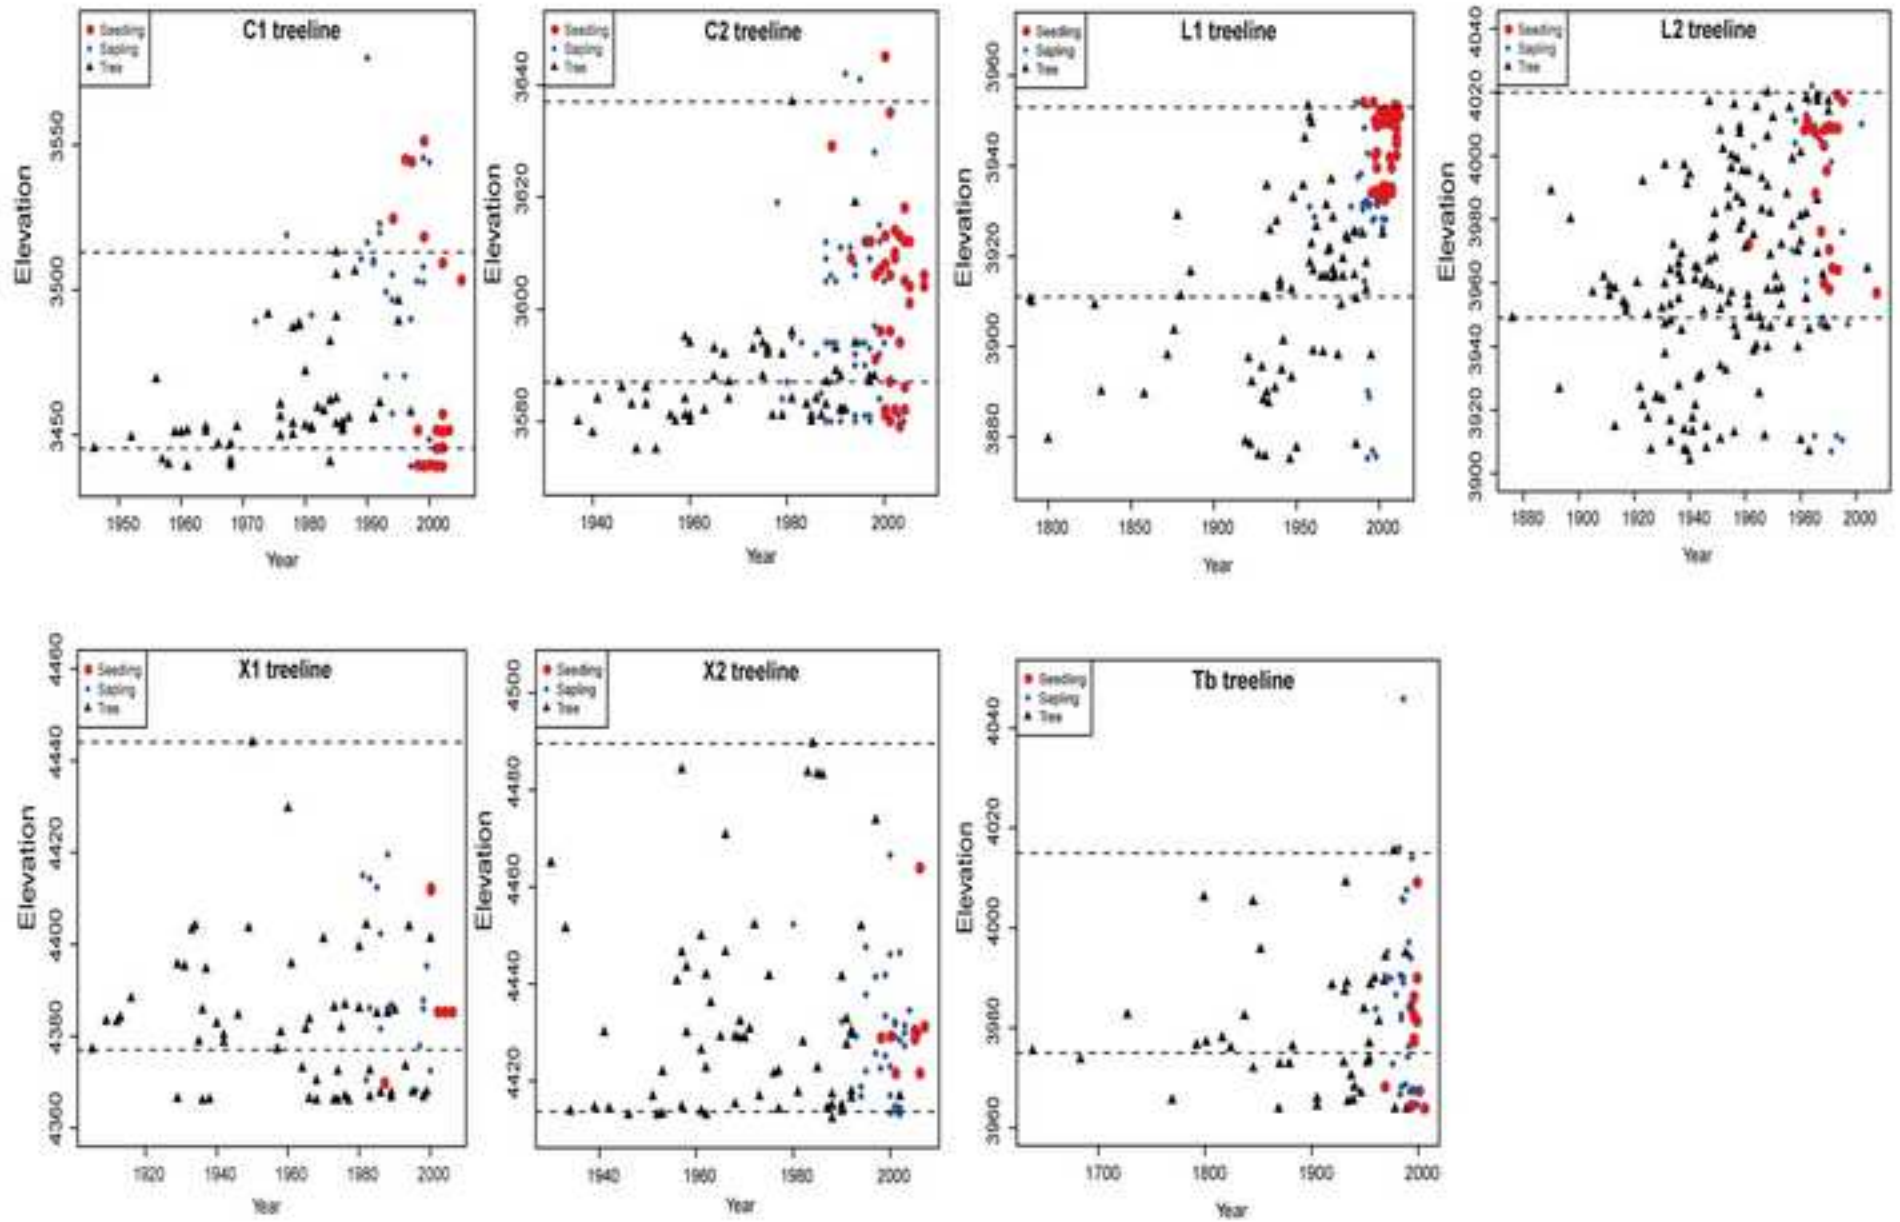 C1 treeline
Seedling
Sapling
Tree
Elevation
3550
3500
3450
1950 1960 1970 1980 1990 2000
Year
C2 treeline
Seedling
Sapling
Tree
Elevation
3640
3620
3600
3580
1940 1960 1980 2000
Year
L1 treeline
Seedling
Sapling
Tree
Elevation
3960
3940
3920
3900
3880
1800 1850 1900 1950 2000
Year
L2 treeline
Seedling
Sapling
Tree
Elevation
4040
4020
4000
3980
3960
3940
3920
3900
1880 1900 1920 1940 1960 1980 2000
Year
X1 treeline
Seedling
Sapling
Tree
Elevation
4460
4440
4420
4400
4380
4360
1920 1940 1960 1980 2000
Year
X2 treeline
Seedling
Sapling
Tree
Elevation
4500
4480
4460
4440
4420
1940 1960 1980 2000
Year
Tb treeline
Seedling
Sapling
Tree
Elevation
4040
4020
4000
3980
3960
1700 1800 1900 2000
Year